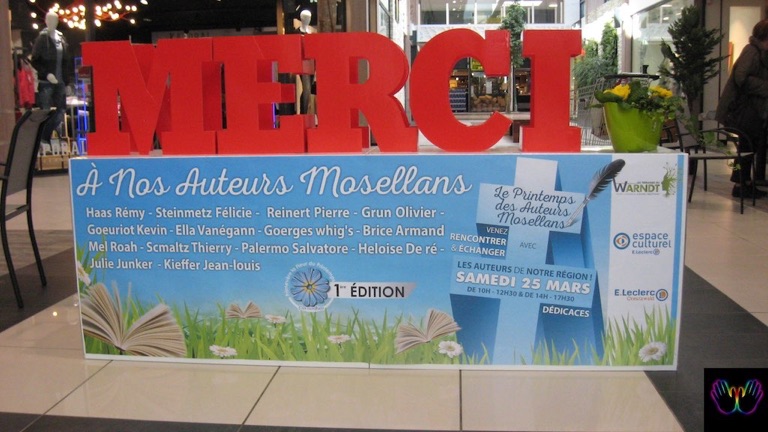 MERCI
À Nos Auteurs Mosellans
Haas Rémy - Steinmetz Félicie - Reinert Pierre - Grun Olivier -
Goeuriot Kevin - Ella Vanégann - Goerges whig's - Brice Armand
Mel Roah - Scmaltz Thierry - Palermo Salvatore - Heloise De ré -
Julie Junker - Kieffer Jean-louis
1ère ÉDITION
Le Printemps
des Auteurs
Mosellans
VENEZ
RENCONTRER
& ÉCHANGER
AVEC
LES AUTEURS DE NOTRE RÉGION !
SAMEDI 25 MARS
DE 10H - 12H30 & DE 14H - 17H30
DÉDICACES
WARNDT
espace
culturel
E.Leclerc
E.Leclerc